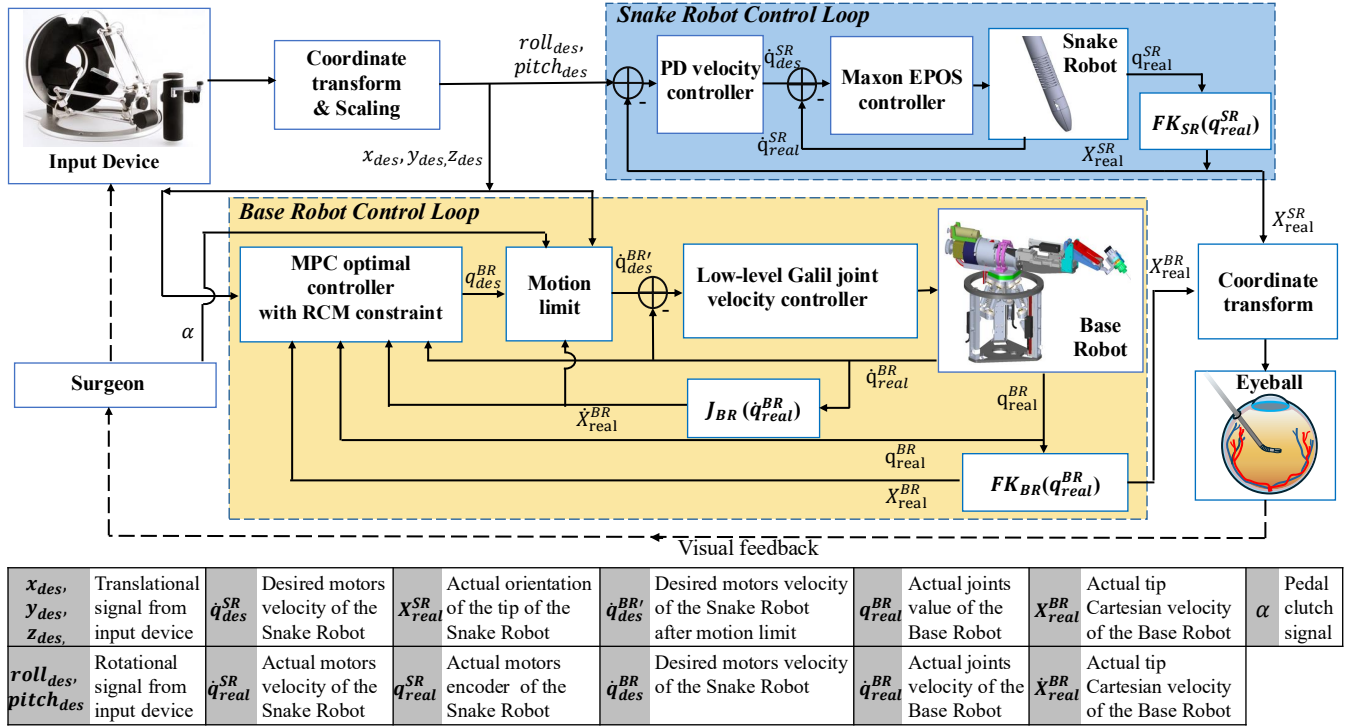 Snake Robot Control Loop
Input Device
Coordinate
transform
& Scaling
roll_des,
pitch_des
-
PD velocity
controller
q̇_des^SR
-
Maxon EPOS
controller
Snake
Robot
q_real^SR
FK_SR(q_real^SR)
q̇_real^SR
X_real^SR
x_des, y_des, z_des
X_real^SR
Base Robot Control Loop
MPC optimal
controller
with RCM constraint
q_des^BR
Motion
limit
q̇_des^BR′
-
Low-level Galil joint
velocity controller
Base
Robot
X_real^BR
Coordinate
transform
α
Surgeon
q̇_real^BR
J_BR (q̇_real^BR)
Ẋ_real^BR
q_real^BR
q_real^BR
FK_BR(q_real^BR)
X_real^BR
Eyeball
Visual feedback
x_des,
y_des,
z_des,
Translational
signal from
input device
q̇_des^SR
Desired motors
velocity of the
Snake Robot
X_real^SR
Actual orientation
of the tip of the
Snake Robot
q̇_des^BR′
Desired motors velocity
of the Snake Robot
after motion limit
q_real^BR
Actual joints
value of the
Base Robot
X_real^BR
Actual tip
Cartesian velocity
of the Base Robot
α
Pedal
clutch
signal
roll_des,
pitch_des
Rotational
signal from
input device
q̇_real^SR
Actual motors
velocity of the
Snake Robot
q_real^SR
Actual motors
encoder of the
Snake Robot
q̇_des^BR
Desired motors velocity
of the Snake Robot
q̇_real^BR
Actual joints
velocity of the
Base Robot
Ẋ_real^BR
Actual tip
Cartesian velocity
of the Base Robot